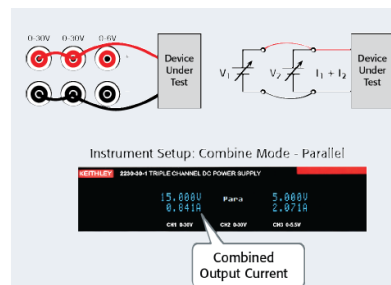 0-30V 0-30V 0-6V
Device
Under
Test
V1 V2 I1 + I2
Device
Under
Test
Instrument Setup: Combine Mode - Parallel
KEITHLEY 2230-30-1 TRIPLE CHANNEL DC POWER SUPPLY
15.000V Para 5.000V
0.841A 2.071A
CH1 0-30V CH2 0-30V CH3 0-6V
Combined
Output Current